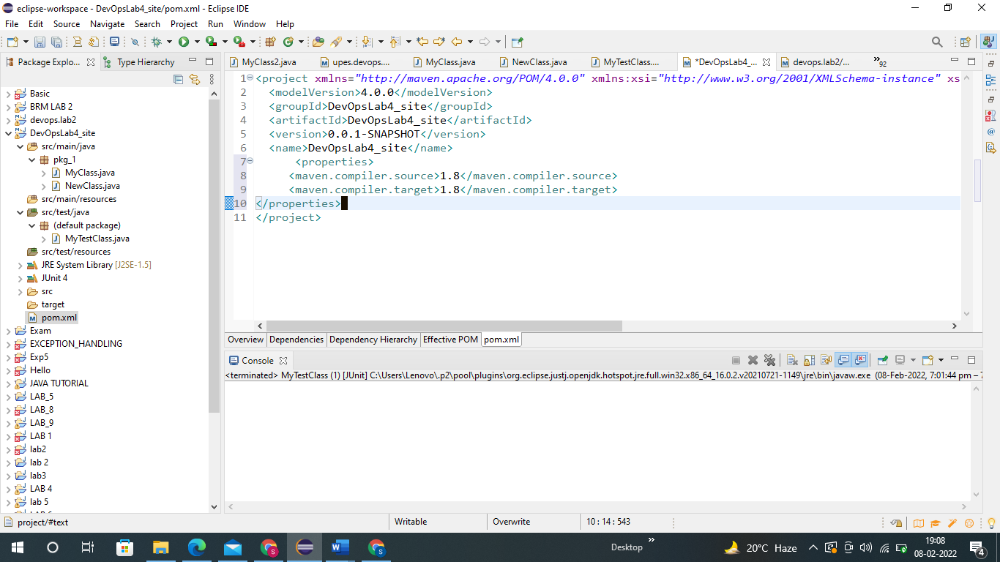 eclipse-workspace - DevOpsLab4_site/pom.xml - Eclipse IDE
File Edit Source Navigate Search Project Run Window Help
Package Explo... Type Hierarchy
MyClass2.java upes.devops.... MyClass.java NewClass.java MyTestClass.... *DevOpsLab4_... devops.lab2/... »92
Basic
BRM LAB 2
devops.lab2
DevOpsLab4_site
src/main/java
pkg_1
MyClass.java
NewClass.java
src/main/resources
src/test/java
(default package)
MyTestClass.java
src/test/resources
JRE System Library [J2SE-1.5]
JUnit 4
src
target
pom.xml
Exam
EXCEPTION_HANDLING
Exp5
Hello
JAVA TUTORIAL
LAB_5
LAB_8
LAB_9
LAB 1
lab2
lab 2
lab3
LAB 4
lab 5
1 <project xmlns="http://maven.apache.org/POM/4.0.0" xmlns:xsi="http://www.w3.org/2001/XMLSchema-instance" xs
2 <modelVersion>4.0.0</modelVersion>
3 <groupId>DevOpsLab4_site</groupId>
4 <artifactId>DevOpsLab4_site</artifactId>
5 <version>0.0.1-SNAPSHOT</version>
6 <name>DevOpsLab4_site</name>
7 <properties>
8 <maven.compiler.source>1.8</maven.compiler.source>
9 <maven.compiler.target>1.8</maven.compiler.target>
10 </properties>
11 </project>
Overview Dependencies Dependency Hierarchy Effective POM pom.xml
Console
<terminated> MyTestClass (1) [JUnit] C:\Users\Lenovo\.p2\pool\plugins\org.eclipse.justj.openjdk.hotspot.jre.full.win32.x86_64_16.0.2.v20210721-1149\jre\bin\javaw.exe (08-Feb-2022, 7:01:44 pm – 7
project/#text Writable Overwrite 10 : 14 : 543
Desktop » 20°C Haze 19:08
08-02-2022 4